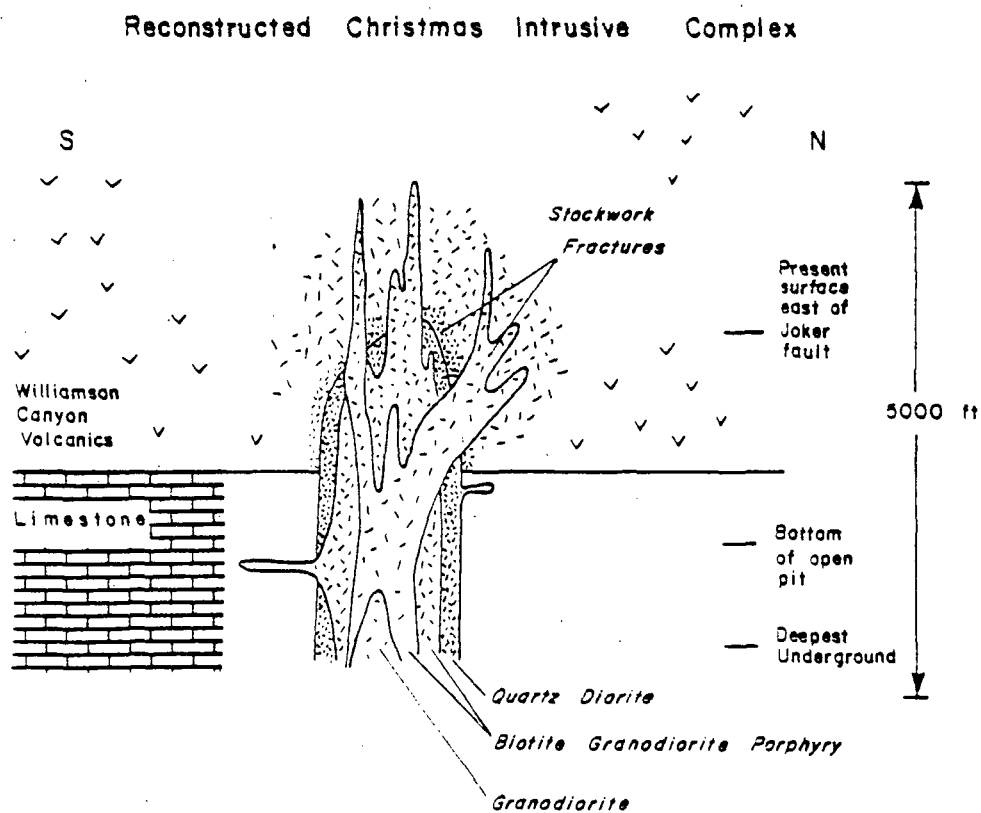 Reconstructed Christmas Intrusive Complex
S
N
Stockwork
Fractures
Present
surface
east of
Joker
fault
5000 ft
Williamson
Canyon
Volcanics
Limestone
Bottom
of open
pit
Deepest
Underground
Quartz Diorite
Biotite Granodiorite Porphyry
Granodiorite